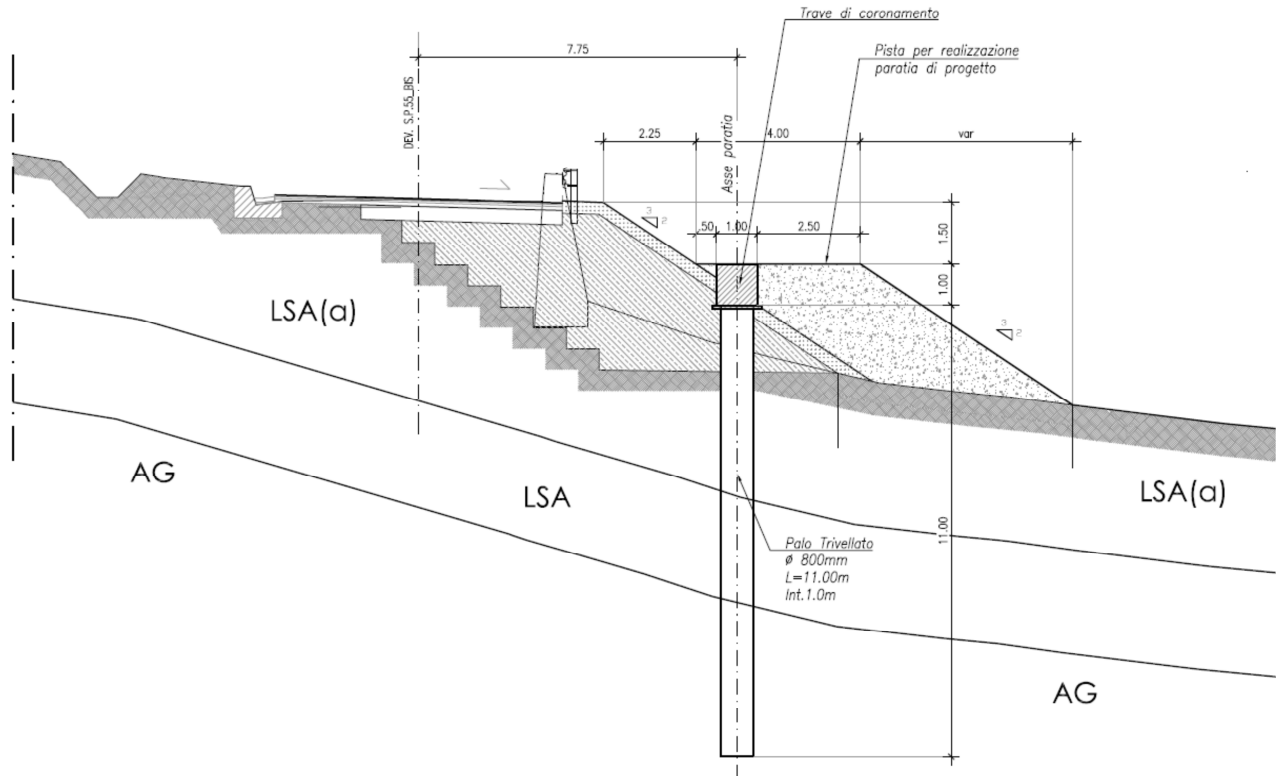 Trave di coronamento
7.75
Pista per realizzazione
paratia di progetto
DEV. S.P.55_BIS
Asse paratia
2.25
4.00
var
3
2
.50
1.00
2.50
1.50
1.00
3
2
LSA(a)
AG
LSA
LSA(a)
11.00
Palo Trivellato
ø 800mm
L=11.00m
Int.1.0m
AG